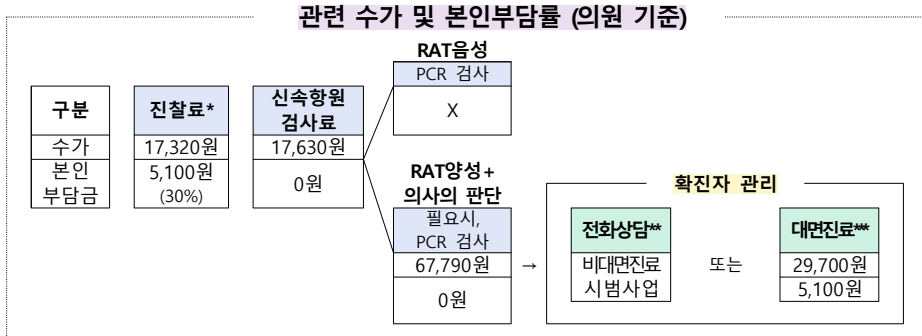 관련 수가 및 본인부담률 (의원 기준)
RAT음성
PCR 검사
X
구분
수가
본인
부담금
진찰료*
17,320원
5,100원
(30%)
신속항원
검사료
17,630원
0원
RAT양성+
의사의 판단
필요시,
PCR 검사
67,790원
0원
→
확진자 관리
전화상담**
비대면진료
시범사업
또는
대면진료***
29,700원
5,100원